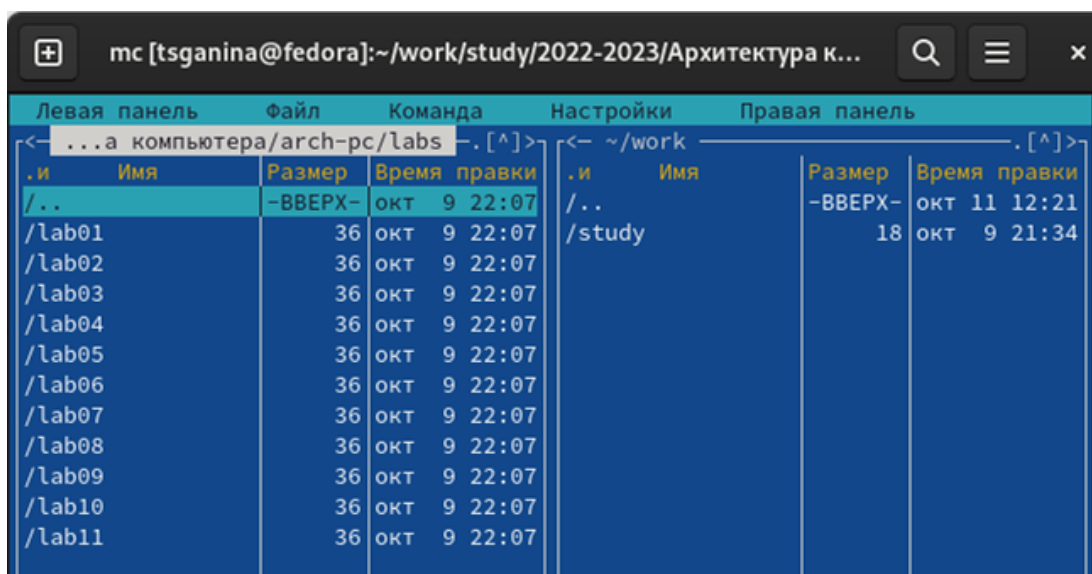 mc [tsganina@fedora]:~/work/study/2022-2023/Архитектура к...
Левая панель Файл Команда Настройки Правая панель
<— ...а компьютера/arch-pc/labs —.[^]> <— ~/work —.[^]>
.и Имя Размер Время правки .и Имя Размер Время правки
/.. -ВВЕРХ- окт 9 22:07 /.. -ВВЕРХ- окт 11 12:21
/lab01 36 окт 9 22:07 /study 18 окт 9 21:34
/lab02 36 окт 9 22:07
/lab03 36 окт 9 22:07
/lab04 36 окт 9 22:07
/lab05 36 окт 9 22:07
/lab06 36 окт 9 22:07
/lab07 36 окт 9 22:07
/lab08 36 окт 9 22:07
/lab09 36 окт 9 22:07
/lab10 36 окт 9 22:07
/lab11 36 окт 9 22:07